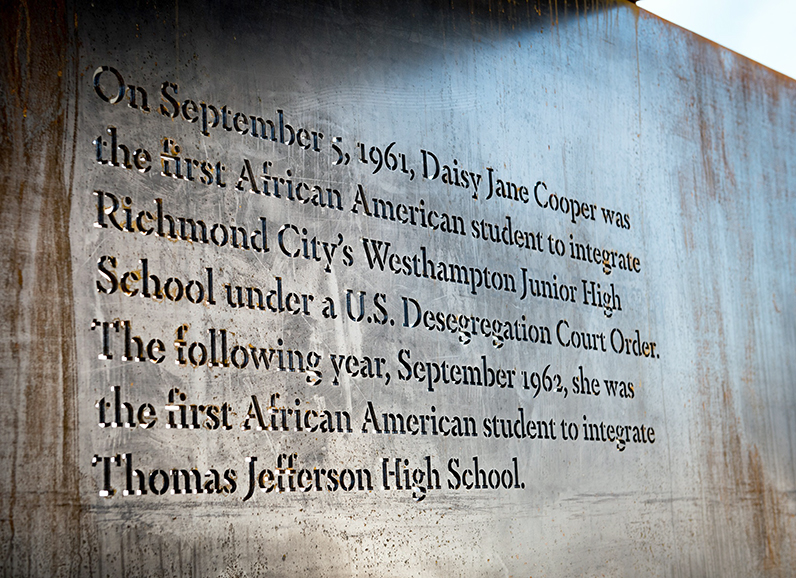 On September 5, 1961, Daisy Jane Cooper was
the first African American student to integrate
Richmond City's Westhampton Junior High
School under a U.S. Desegregation Court Order.
The following year, September 1962, she was
the first African American student to integrate
Thomas Jefferson High School.